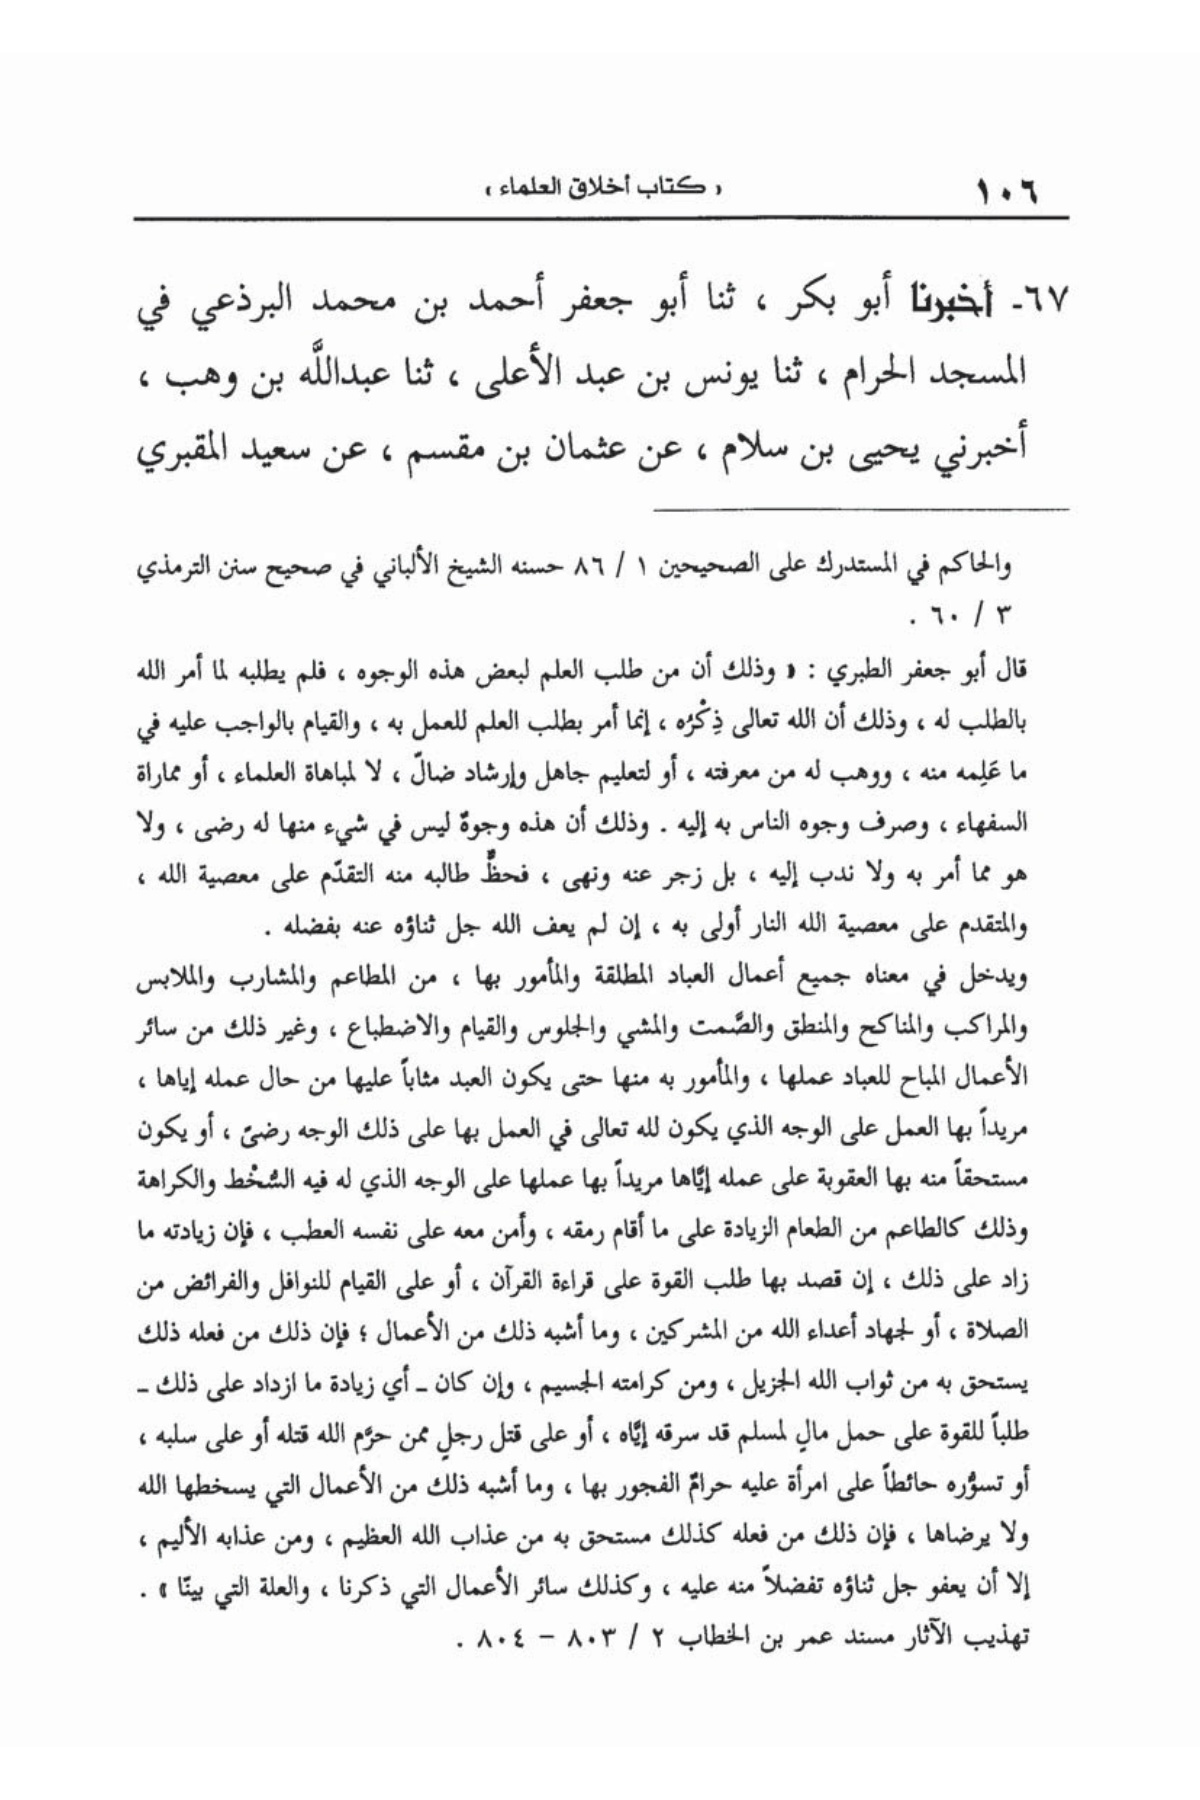 ١٠٦
« كتاب أخلاق العلماء »
٦٧ـ أخبرنا أبو بكر ، ثنا أبو جعفر أحمد بن محمد البرذعي في
المسجد الحرام ، ثنا يونس بن عبد الأعلى ، ثنا عبداللَّه بن وهب ،
أخبرني يحيى بن سلام ، عن عثمان بن مقسم ، عن سعيد المقبري
والحاكم في المستدرك على الصحيحين ١ / ٨٦ حسنه الشيخ الألباني في صحيح سنن الترمذي
٣ / ٦٠ .
قال أبو جعفر الطبري : « وذلك أن من طلب العلم لبعض هذه الوجوه ، فلم يطلبه لما أمر الله
بالطلب له ، وذلك أن الله تعالى ذِكْرُه ، إنما أمر بطلب العلم للعمل به ، والقيام بالواجب عليه في
ما عَلِمه منه ، ووهب له من معرفته ، أو لتعليم جاهل وإرشاد ضالّ ، لا لمباهاة العلماء ، أو مماراة
السفهاء ، وصرف وجوه الناس به إليه . وذلك أن هذه وجوهٌ ليس في شيء منها له رضى ، ولا
هو مما أمر به ولا ندب إليه ، بل زجر عنه ونهى ، فحظُّ طالبه منه التقدّم على معصية الله ،
والمتقدم على معصية الله النار أولى به ، إن لم يعف الله جل ثناؤه عنه بفضله .
ويدخل في معناه جميع أعمال العباد المطلقة والمأمور بها ، من المطاعم والمشارب والملابس
والمراكب والمناكح والمنطق والصَّمت والمشي والجلوس والقيام والاضطباع ، وغير ذلك من سائر
الأعمال المباح للعباد عملها ، والمأمور به منها حتى يكون العبد مثاباً عليها من حال عمله إياها ،
مريداً بها العمل على الوجه الذي يكون لله تعالى في العمل بها على ذلك الوجه رضىً ، أو يكون
مستحقاً منه بها العقوبة على عمله إيَّاها مريداً بها عملها على الوجه الذي له فيه السُّخْط والكراهة
وذلك كالطاعم من الطعام الزيادة على ما أقام رمقه ، وأمن معه على نفسه العطب ، فإن زيادته ما
زاد على ذلك ، إن قصد بها طلب القوة على قراءة القرآن ، أو على القيام للنوافل والفرائض من
الصلاة ، أو لجهاد أعداء الله من المشركين ، وما أشبه ذلك من الأعمال ؛ فإن ذلك من فعله ذلك
يستحق به من ثواب الله الجزيل ، ومن كرامته الجسيم ، وإن كان ـ أي زيادة ما ازداد على ذلك ـ
طلباً للقوة على حمل مالٍ لمسلم قد سرقه إيَّاه ، أو على قتل رجلٍ ممن حرَّم الله قتله أو على سلبه ،
أو تسوُّره حائطاً على امرأة عليه حرامٌ الفجور بها ، وما أشبه ذلك من الأعمال التي يسخطها الله
ولا يرضاها ، فإن ذلك من فعله كذلك مستحق به من عذاب الله العظيم ، ومن عذابه الأليم ،
إلا أن يعفو جل ثناؤه تفضلاً منه عليه ، وكذلك سائر الأعمال التي ذكرنا ، والعلة التي بينّا » .
تهذيب الآثار مسند عمر بن الخطاب ٢ / ٨٠٣ – ٨٠٤ .